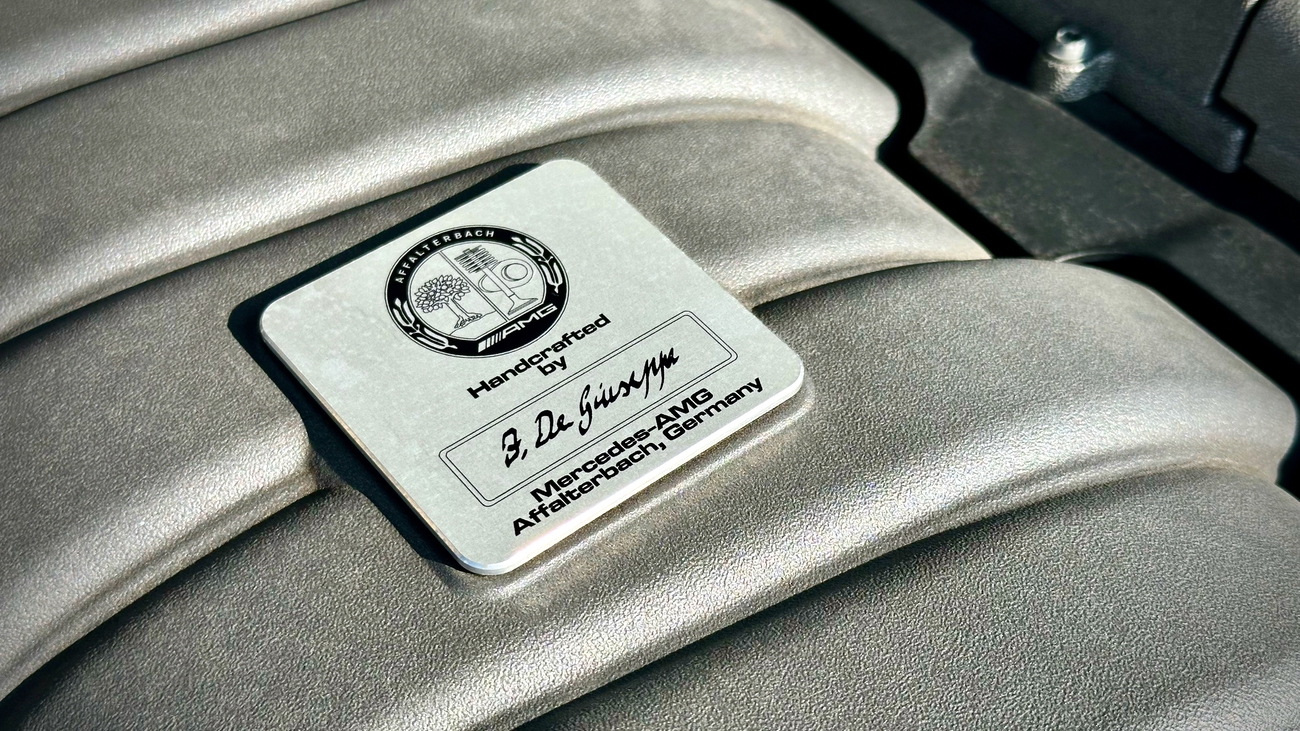 AFFALTERBACH
AMG
Handcrafted
by
F. De Giuseppe
Mercedes-AMG
Affalterbach, Germany